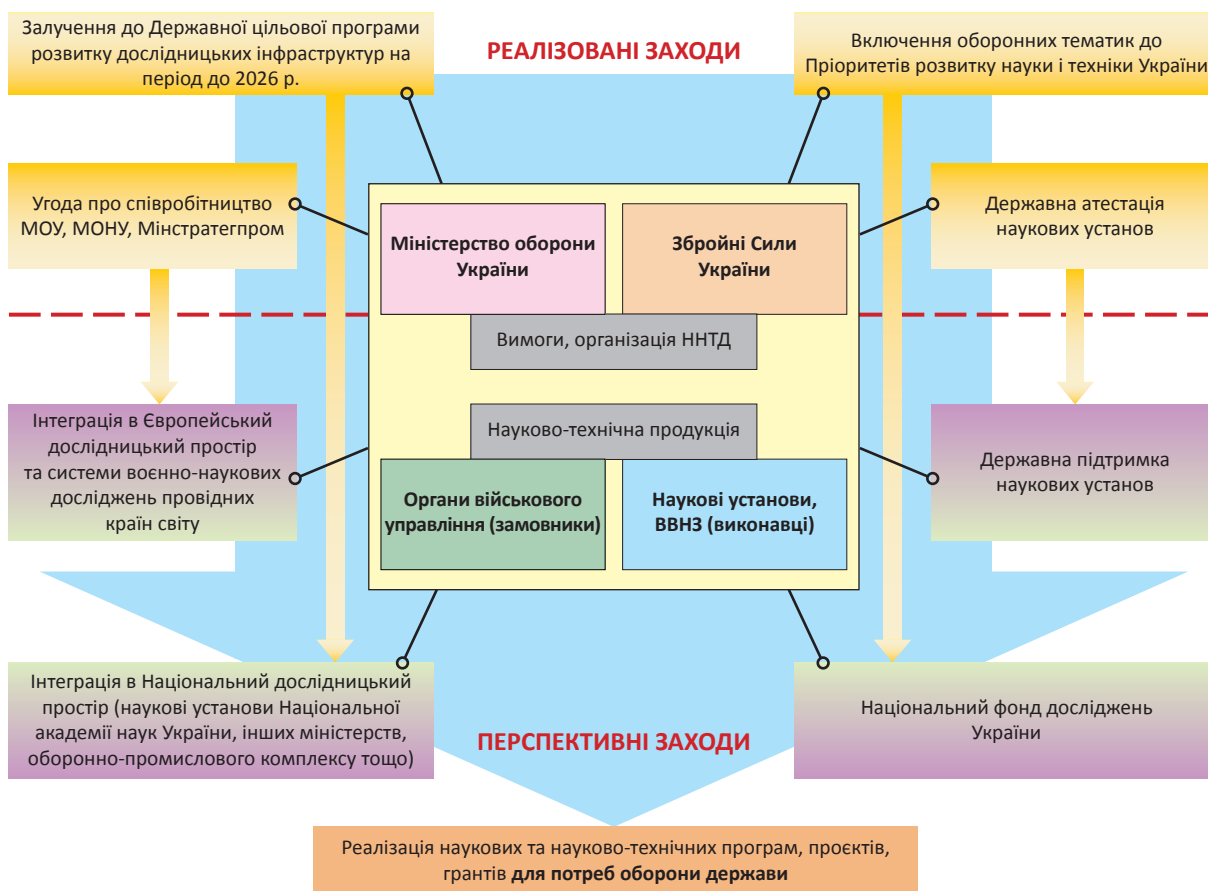 Залучення до Державної цільової програми
розвитку дослідницьких інфраструктур на
період до 2026 р.
РЕАЛІЗОВАНІ ЗАХОДИ
Включення оборонних тематик до
Пріоритетів розвитку науки і техніки України
Угода про співробітництво
МОУ, МОНУ, Мінстратегпром
Міністерство оборони
України
Збройні Сили
України
Державна атестація
наукових установ
Вимоги, організація ННТД
Інтеграція в Європейський
дослідницький простір
та системи воєнно-наукових
досліджень провідних
країн світу
Науково-технічна продукція
Органи військового
управління (замовники)
Наукові установи,
ВВНЗ (виконавці)
Державна підтримка
наукових установ
Інтеграція в Національний дослідницький
простір (наукові установи Національної
академії наук України, інших міністерств,
оборонно-промислового комплексу тощо)
ПЕРСПЕКТИВНІ ЗАХОДИ
Національний фонд досліджень
України
Реалізація наукових та науково-технічних програм, проєктів,
грантів для потреб оборони держави